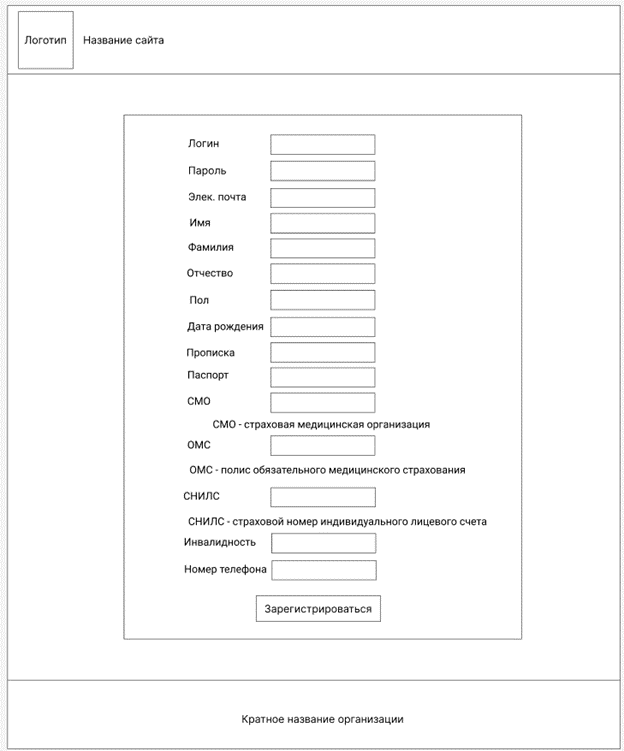 Логотип
Название сайта
Логин
Пароль
Элек. почта
Имя
Фамилия
Отчество
Пол
Дата рождения
Прописка
Паспорт
СМО
СМО - страховая медицинская организация
ОМС
ОМС - полис обязательного медицинского страхования
СНИЛС
СНИЛС - страховой номер индивидуального лицевого счета
Инвалидность
Номер телефона
Зарегистрироваться
Кратное название организации